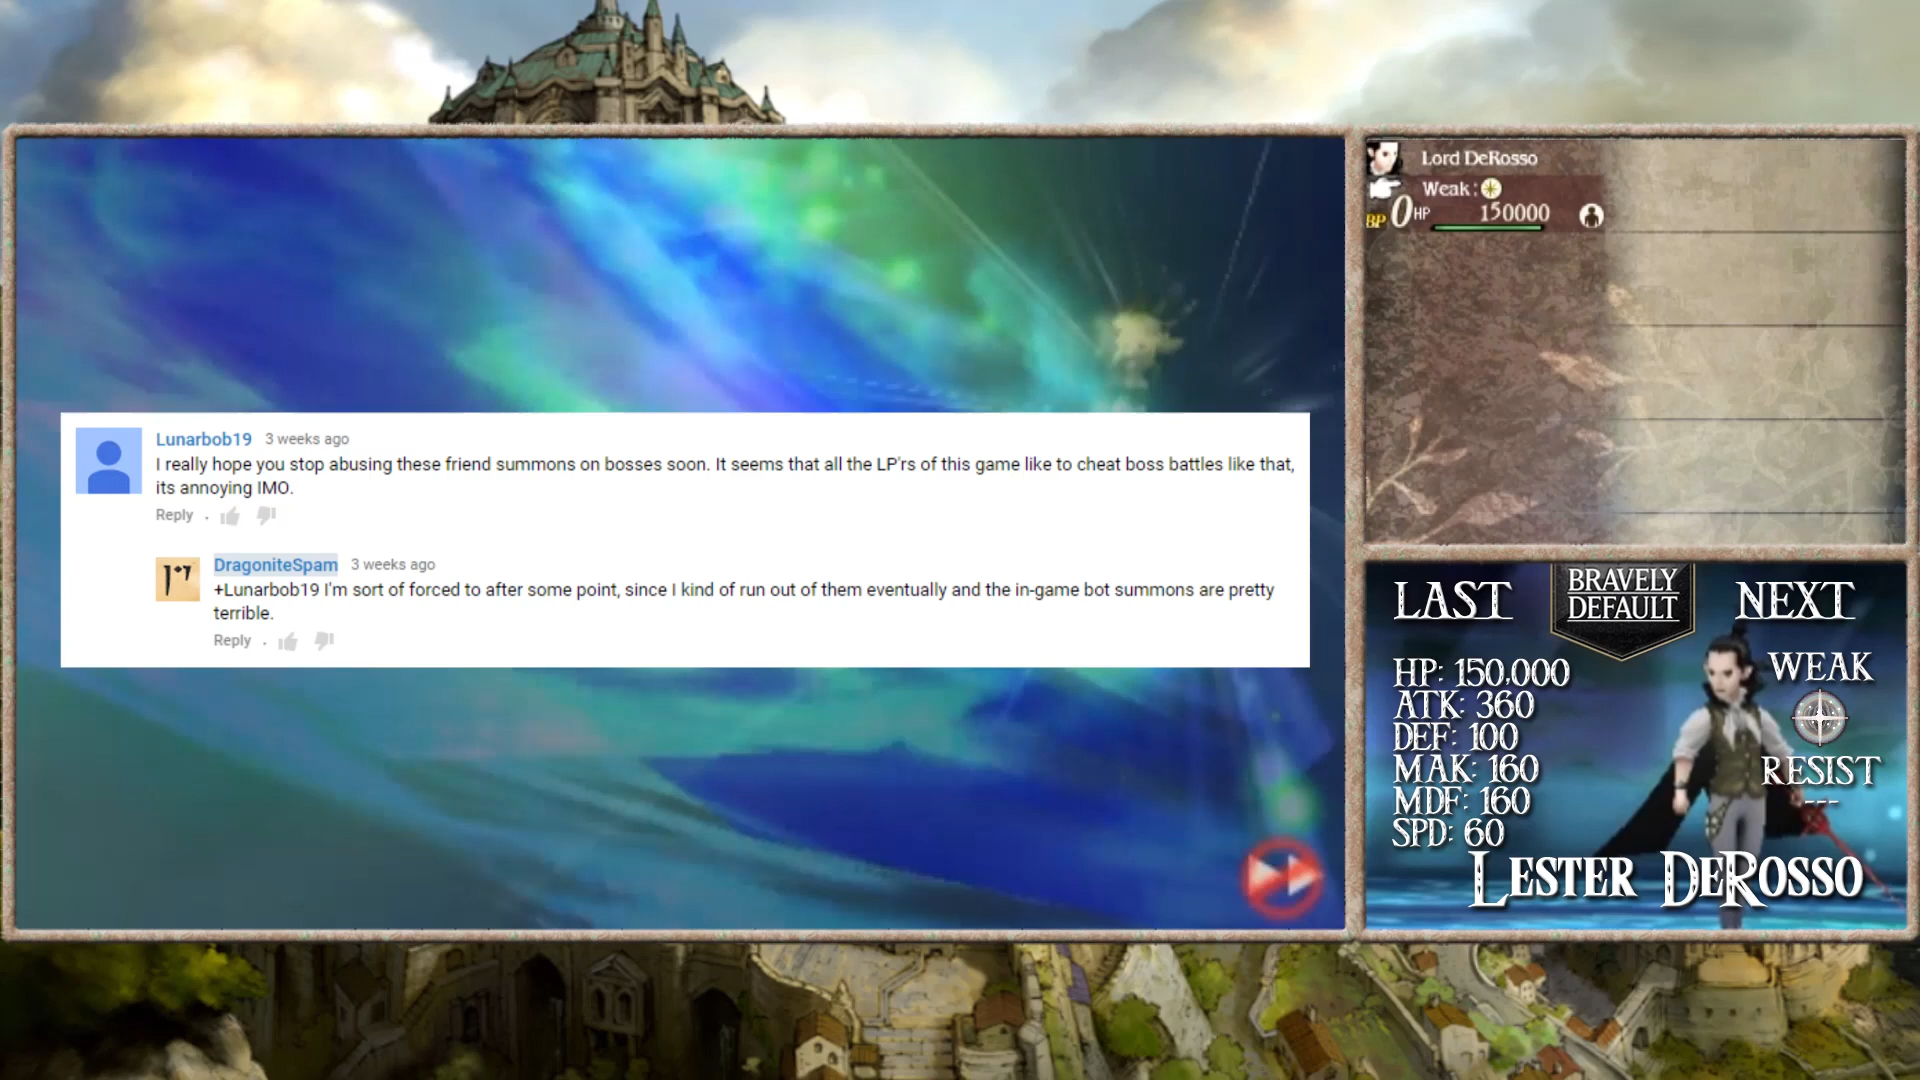 Lunarbob19 3 weeks ago
I really hope you stop abusing these friend summons on bosses soon. It seems that all the LP'rs of this game like to cheat boss battles like that,
its annoying IMO.
Reply .
DragoniteSpam 3 weeks ago
+Lunarbob19 I'm sort of forced to after some point, since I kind of run out of them eventually and the in-game bot summons are pretty
terrible.
Reply .
Lord DeRosso
Weak:
BP 0 HP 150000
LAST
BRAVELY
DEFAULT
NEXT
HP: 150,000
ATK: 360
DEF: 100
MAK: 160
MDF: 160
SPD: 60
WEAK
RESIST
---
LESTER DEROSSO